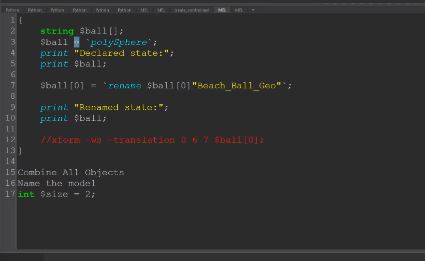 Python Python Python Python Python Python MEL MEL MEL MEL
1 {
2 string $ball[];
3 $ball = `polySphere`;
4 print "Declared state:";
5 print $ball;
6
7 $ball[0] = `rename $ball[0]"Beach_Ball_Geo"`;
8
9 print "Renamed state:";
10 print $ball;
11
12 //xform -ws -translation 0 6 7 $ball[0];
13 }
14
15 Combine All Objects
16 Name the model
17 int $size = 2;